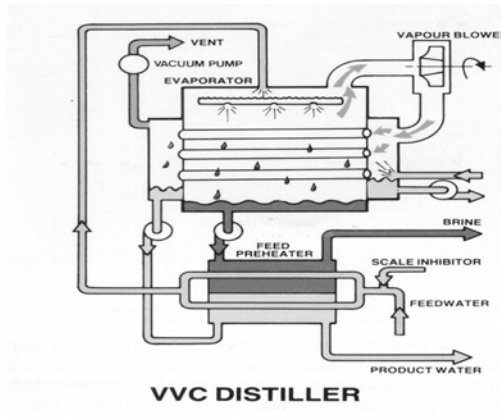 VENT
VAPOUR BLOWER
VACUUM PUMP
EVAPORATOR
BRINE
FEED
PREHEATER
SCALE INHIBITOR
FEEDWATER
PRODUCT WATER
VVC DISTILLER